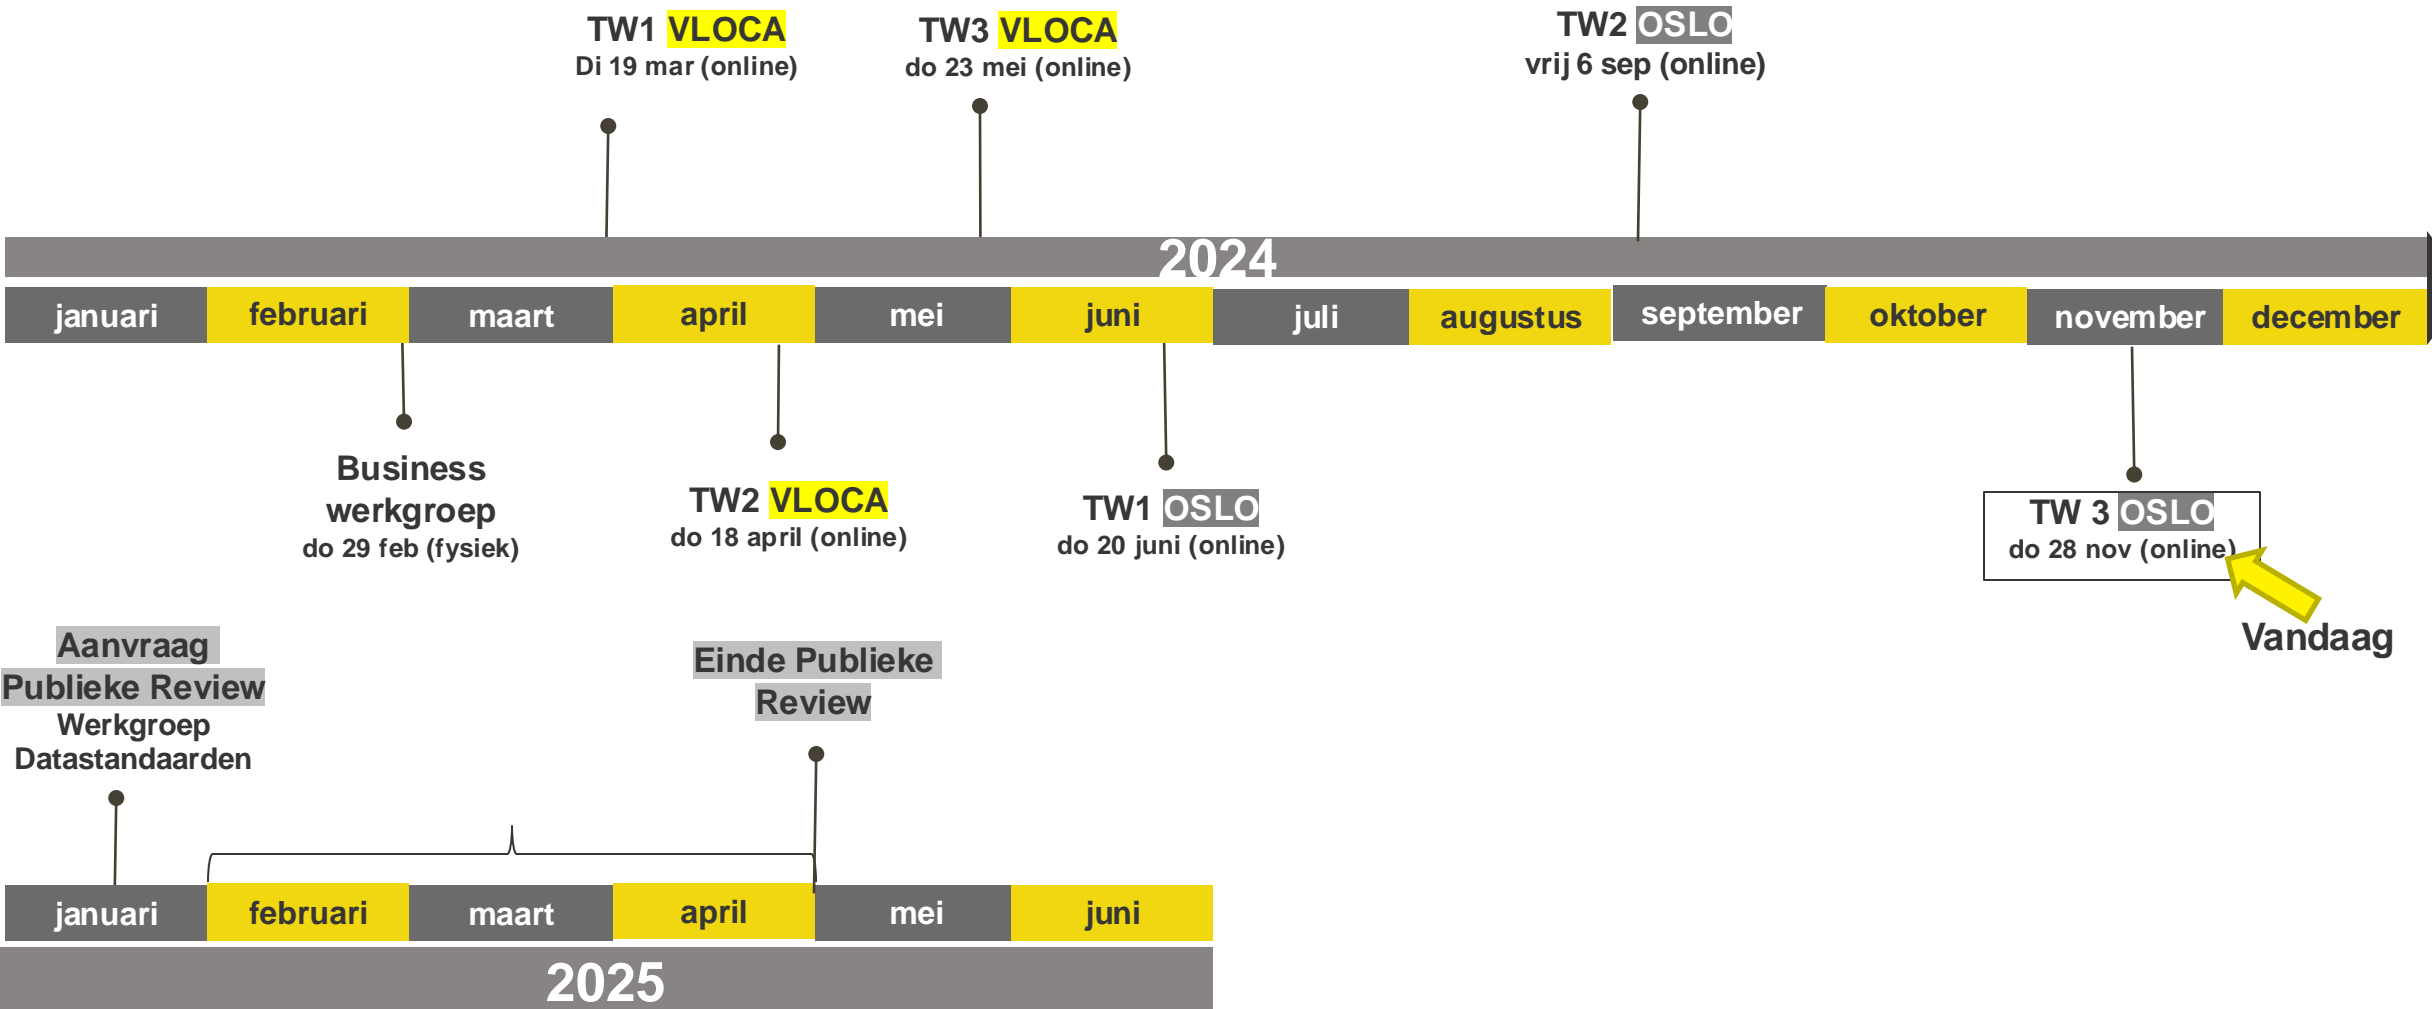 TW1 VLOCA
Di 19 mar (online)
TW3 VLOCA
do 23 mei (online)
TW2 OSLO
vrij 6 sep (online)
2024
januari februari maart april mei juni juli augustus september oktober november december
Business
werkgroep
do 29 feb (fysiek)
TW2 VLOCA
do 18 april (online)
TW1 OSLO
do 20 juni (online)
TW 3 OSLO
do 28 nov (online)
Vandaag
Aanvraag
Publieke Review
Werkgroep
Datastandaarden
Einde Publieke
Review
januari februari maart april mei juni
2025